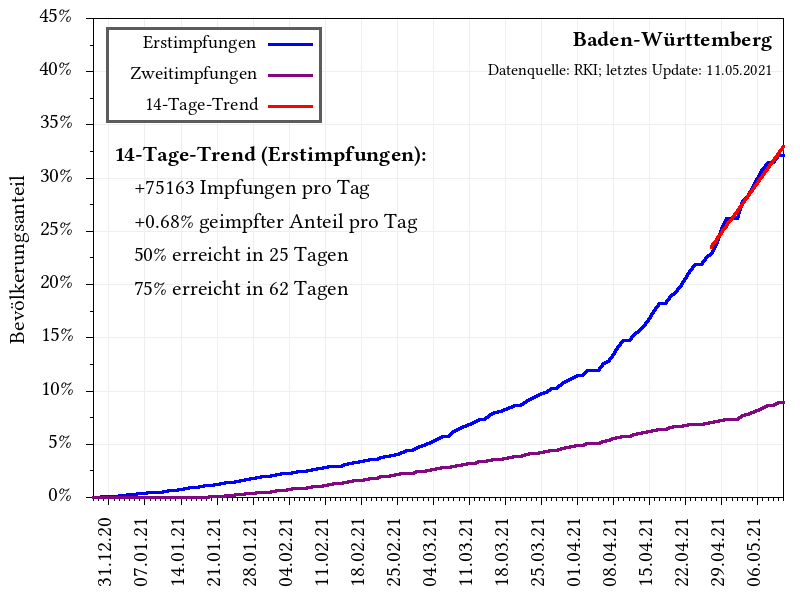 45%
40%
35%
30%
25%
20%
15%
10%
5%
0%
Bevölkerungsanteil
Erstimpfungen
Zweitimpfungen
14-Tage-Trend
Baden-Württemberg
Datenquelle: RKI; letztes Update: 11.05.2021
14-Tage-Trend (Erstimpfungen):
+75163 Impfungen pro Tag
+0.68% geimpfter Anteil pro Tag
50% erreicht in 25 Tagen
75% erreicht in 62 Tagen
31.12.20
07.01.21
14.01.21
21.01.21
28.01.21
04.02.21
11.02.21
18.02.21
25.02.21
04.03.21
11.03.21
18.03.21
25.03.21
01.04.21
08.04.21
15.04.21
22.04.21
29.04.21
06.05.21